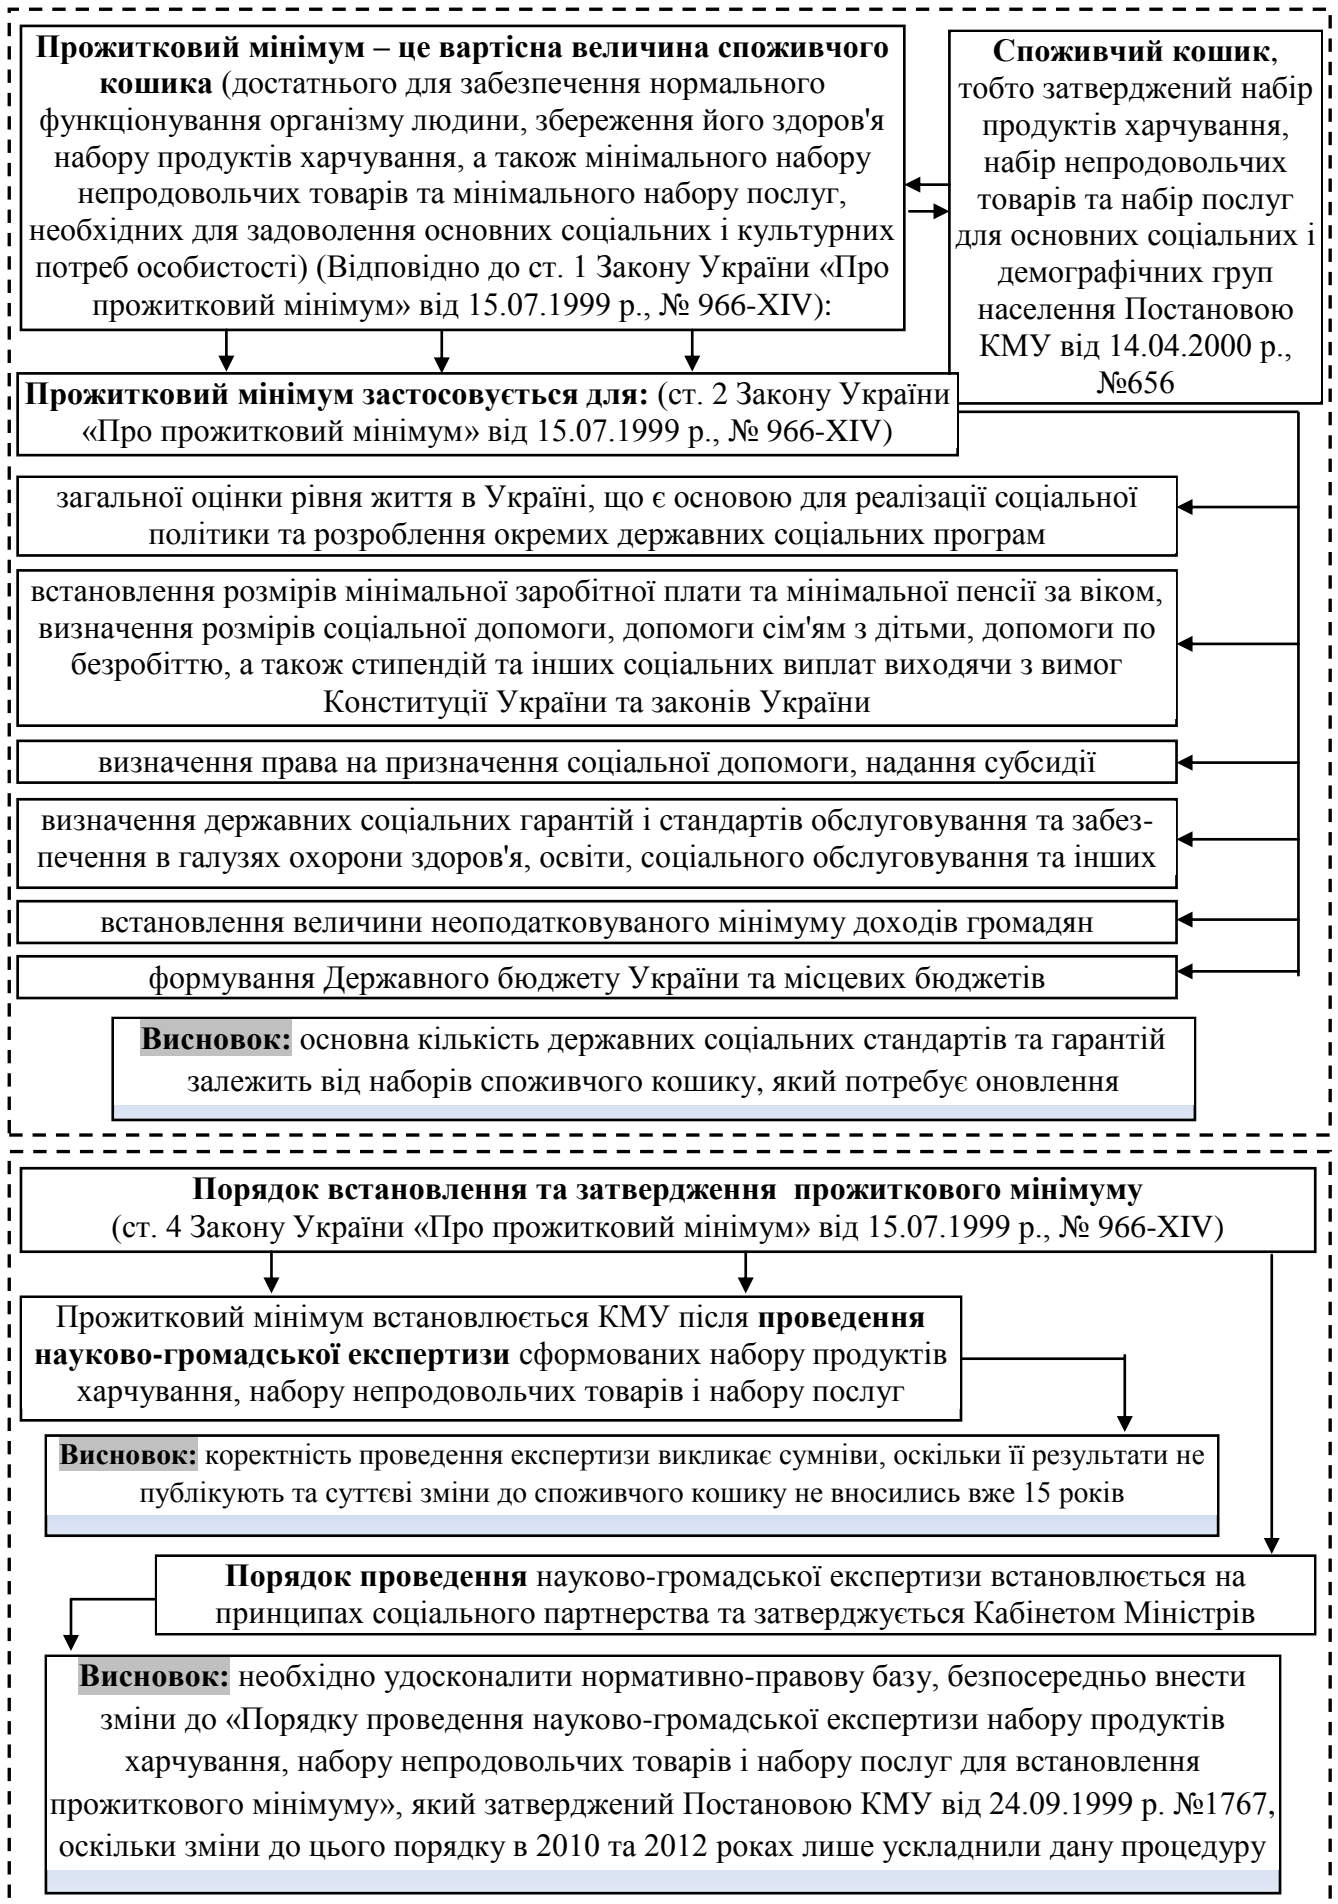 Прожитковий мінімум – це вартісна величина споживчого
кошика (достатнього для забезпечення нормального
функціонування організму людини, збереження його здоров'я
набору продуктів харчування, а також мінімального набору
непродовольчих товарів та мінімального набору послуг,
необхідних для задоволення основних соціальних і культурних
потреб особистості) (Відповідно до ст. 1 Закону України «Про
прожитковий мінімум» від 15.07.1999 р., № 966-XIV):
Споживчий кошик,
тобто затверджений набір
продуктів харчування,
набір непродовольчих
товарів та набір послуг
для основних соціальних і
демографічних груп
населення Постановою
КМУ від 14.04.2000 р.,
№656
Прожитковий мінімум застосовується для: (ст. 2 Закону України
«Про прожитковий мінімум» від 15.07.1999 р., № 966-XIV)
загальної оцінки рівня життя в Україні, що є основою для реалізації соціальної
політики та розроблення окремих державних соціальних програм
встановлення розмірів мінімальної заробітної плати та мінімальної пенсії за віком,
визначення розмірів соціальної допомоги, допомоги сім'ям з дітьми, допомоги по
безробіттю, а також стипендій та інших соціальних виплат виходячи з вимог
Конституції України та законів України
визначення права на призначення соціальної допомоги, надання субсидії
визначення державних соціальних гарантій і стандартів обслуговування та забез-
печення в галузях охорони здоров'я, освіти, соціального обслуговування та інших
встановлення величини неоподатковуваного мінімуму доходів громадян
формування Державного бюджету України та місцевих бюджетів
Висновок: основна кількість державних соціальних стандартів та гарантій
залежить від наборів споживчого кошику, який потребує оновлення
Порядок встановлення та затвердження прожиткового мінімуму
(ст. 4 Закону України «Про прожитковий мінімум» від 15.07.1999 р., № 966-XIV)
Прожитковий мінімум встановлюється КМУ після проведення
науково-громадської експертизи сформованих набору продуктів
харчування, набору непродовольчих товарів і набору послуг
Висновок: коректність проведення експертизи викликає сумніви, оскільки її результати не
публікують та суттєві зміни до споживчого кошику не вносились вже 15 років
Порядок проведення науково-громадської експертизи встановлюється на
принципах соціального партнерства та затверджується Кабінетом Міністрів
Висновок: необхідно удосконалити нормативно-правову базу, безпосередньо внести
зміни до «Порядку проведення науково-громадської експертизи набору продуктів
харчування, набору непродовольчих товарів і набору послуг для встановлення
прожиткового мінімуму», який затверджений Постановою КМУ від 24.09.1999 р. №1767,
оскільки зміни до цього порядку в 2010 та 2012 роках лише ускладнили дану процедуру